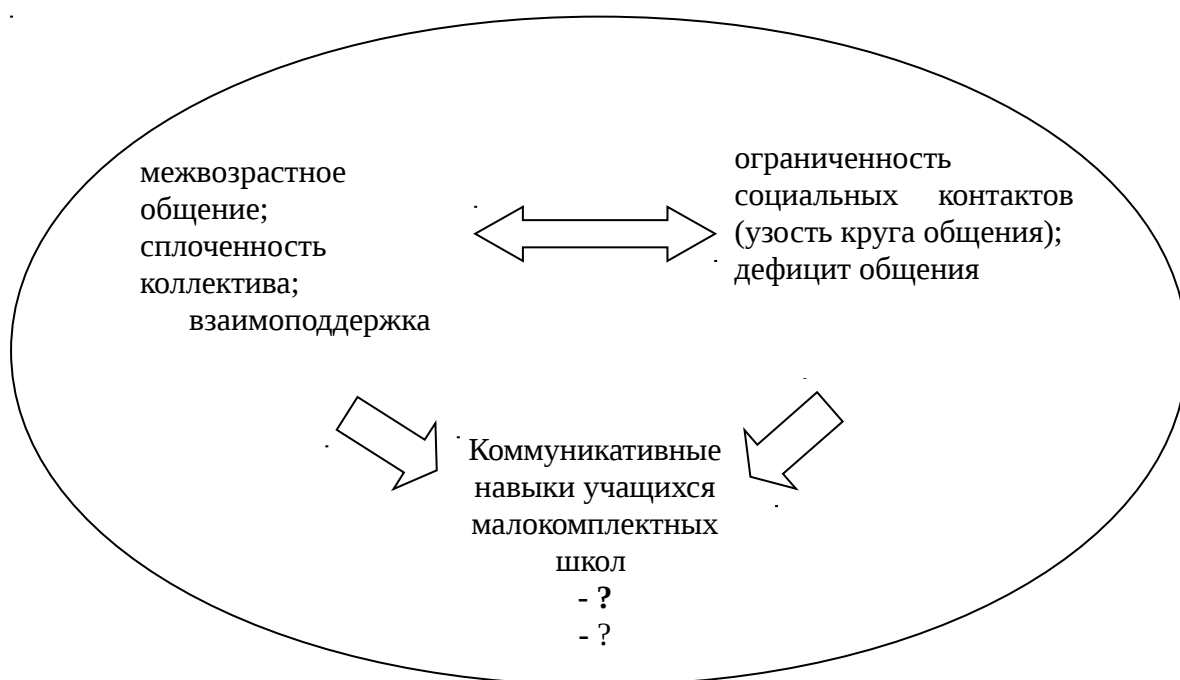 межвозрастное
общение;
сплоченность
коллектива;
взаимоподдержка
ограниченность
социальных контактов
(узость круга общения);
дефицит общения
Коммуникативные
навыки учащихся
малокомплектных
школ
- ?
- ?